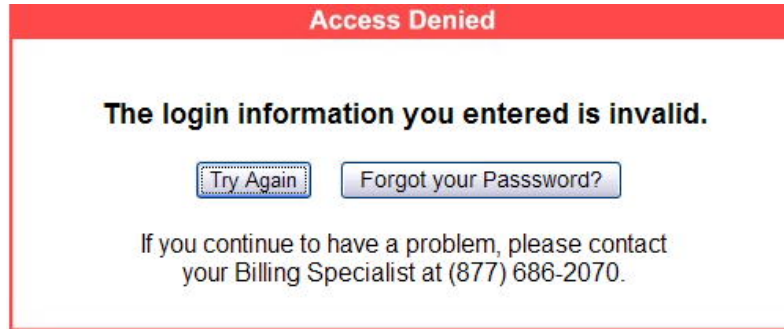 Access Denied
The login information you entered is invalid.
Try Again Forgot your Passsword?
If you continue to have a problem, please contact
your Billing Specialist at (877) 686-2070.